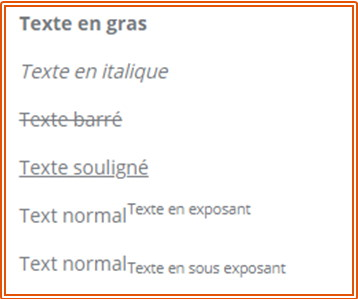 Texte en gras
Texte en italique
Texte barré
Texte souligné
Text normalTexte en exposant
Text normalTexte en sous exposant